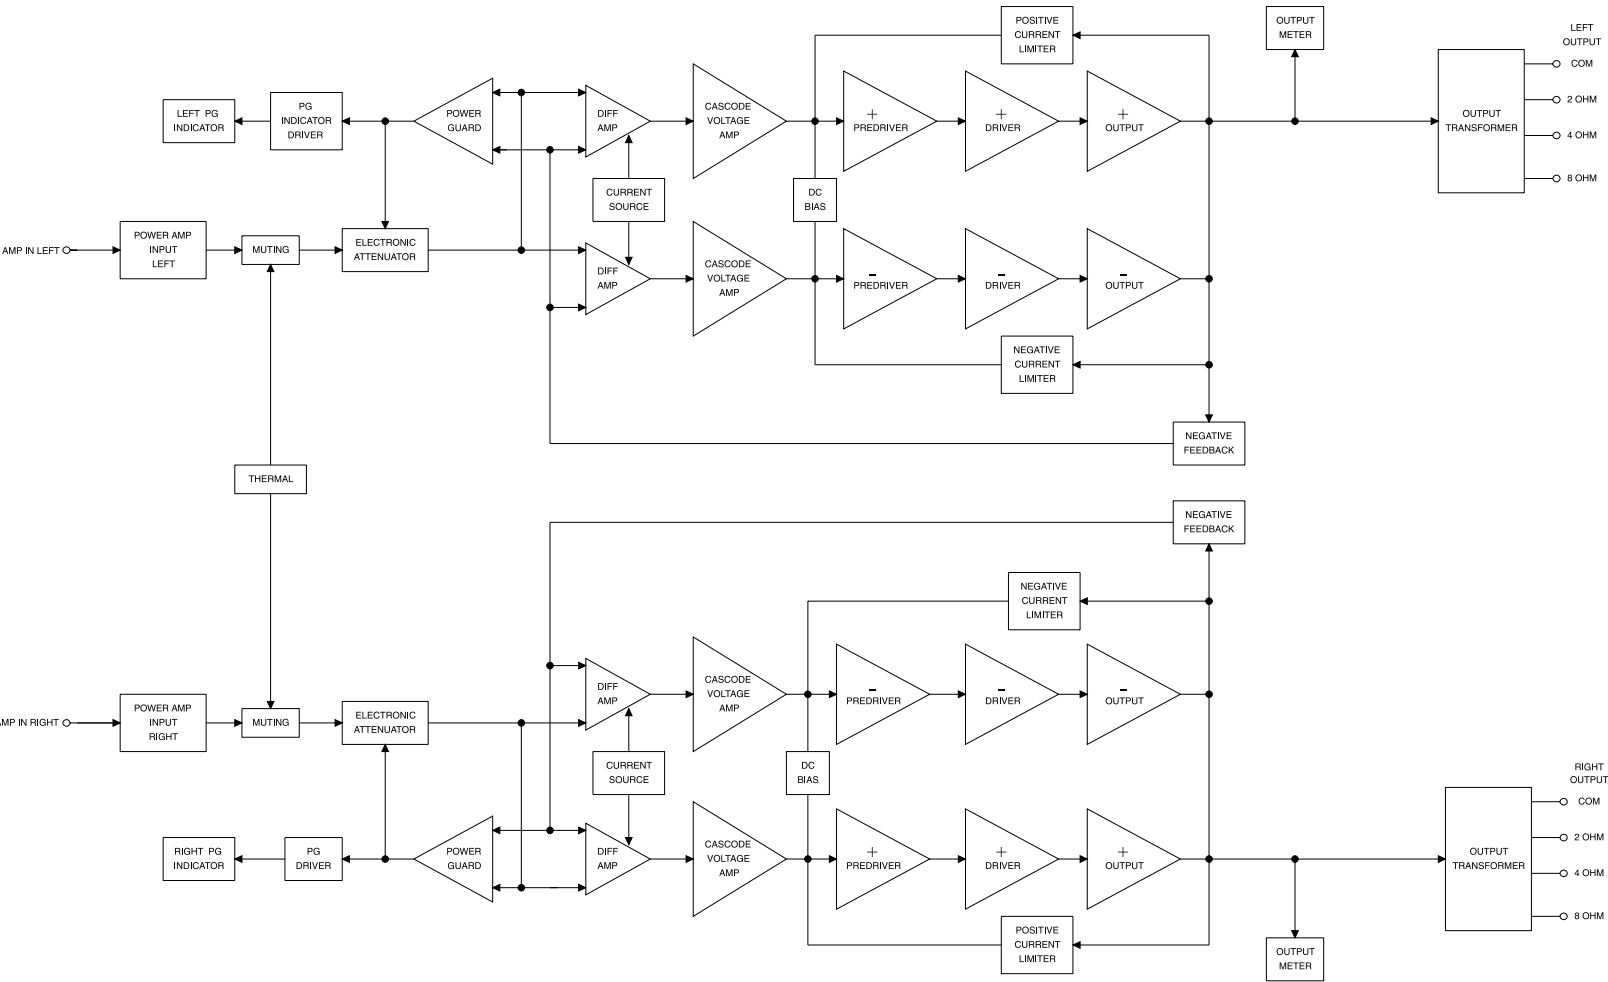 POSITIVE
CURRENT
LIMITER
OUTPUT
METER
LEFT
OUTPUT
COM
2 OHM
4 OHM
8 OHM
OUTPUT
TRANSFORMER
LEFT PG
INDICATOR
PG
INDICATOR
DRIVER
POWER
GUARD
DIFF
AMP
CASCODE
VOLTAGE
AMP
+
PREDRIVER
+
DRIVER
+
OUTPUT
CURRENT
SOURCE
DC
BIAS
AMP IN LEFT
POWER AMP
INPUT
LEFT
MUTING
ELECTRONIC
ATTENUATOR
DIFF
AMP
CASCODE
VOLTAGE
AMP
-
PREDRIVER
-
DRIVER
-
OUTPUT
NEGATIVE
CURRENT
LIMITER
NEGATIVE
FEEDBACK
THERMAL
NEGATIVE
FEEDBACK
NEGATIVE
CURRENT
LIMITER
AMP IN RIGHT
POWER AMP
INPUT
RIGHT
MUTING
ELECTRONIC
ATTENUATOR
DIFF
AMP
CASCODE
VOLTAGE
AMP
-
PREDRIVER
-
DRIVER
-
OUTPUT
CURRENT
SOURCE
DC
BIAS
RIGHT PG
INDICATOR
PG
DRIVER
POWER
GUARD
DIFF
AMP
CASCODE
VOLTAGE
AMP
+
PREDRIVER
+
DRIVER
+
OUTPUT
RIGHT
OUTPUT
COM
2 OHM
4 OHM
8 OHM
OUTPUT
TRANSFORMER
POSITIVE
CURRENT
LIMITER
OUTPUT
METER